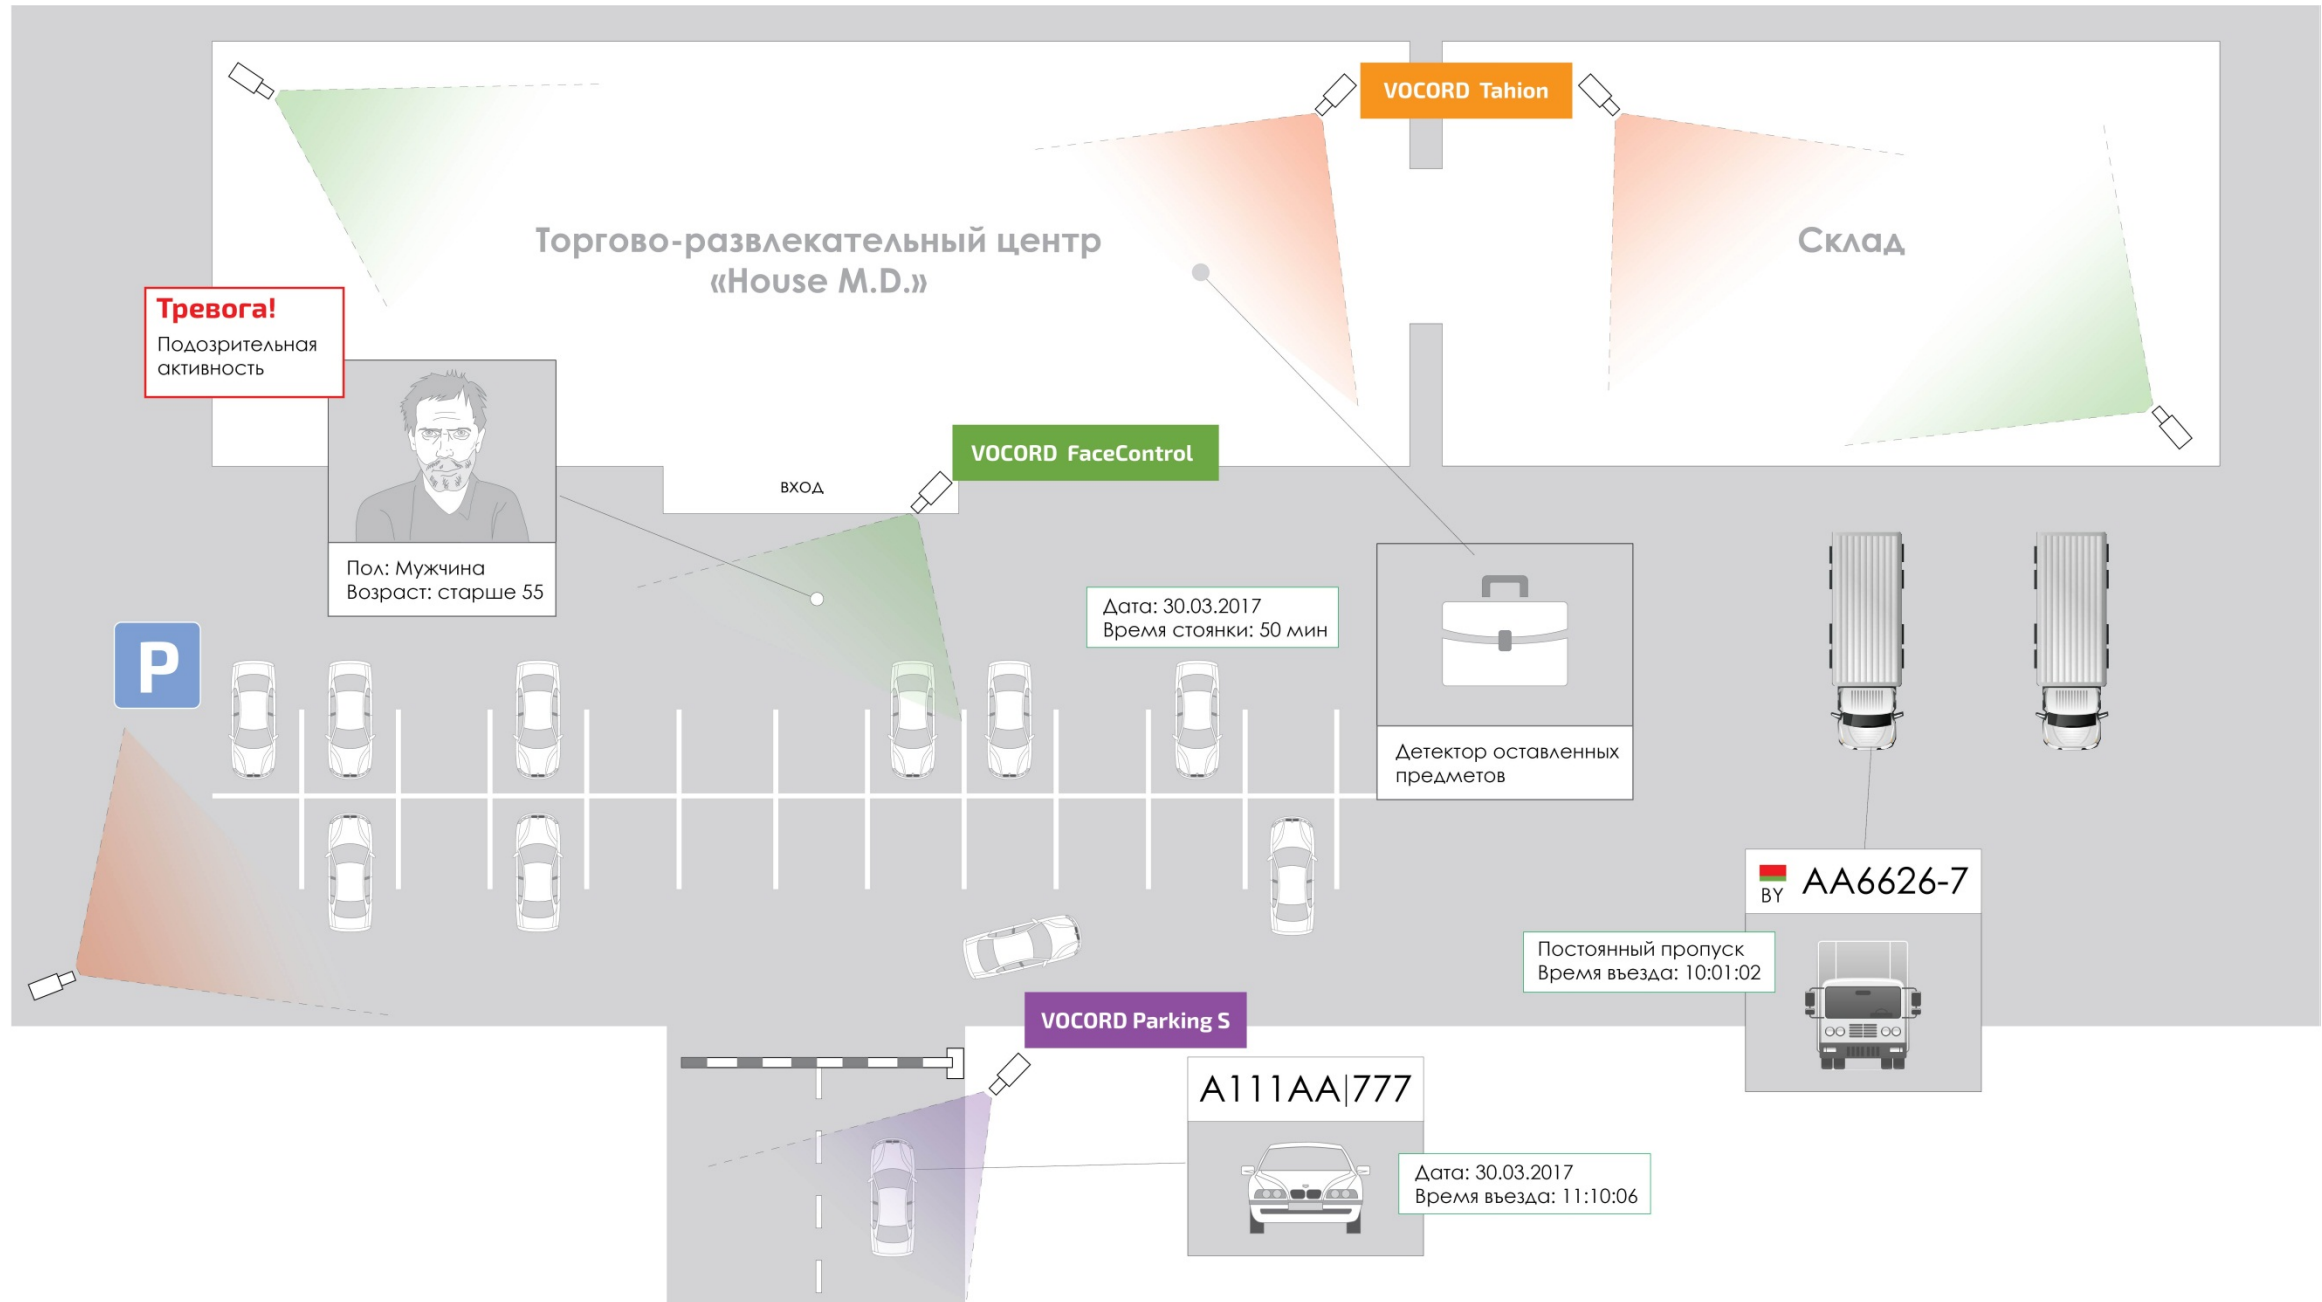 VOCORD Tahion
Торгово-развлекательный центр
«House M.D.»
Склад
Тревога!
Подозрительная
активность
VOCORD FaceControl
вход
Пол: Мужчина
Возраст: старше 55
Дата: 30.03.2017
Время стоянки: 50 мин
P
Детектор оставленных
предметов
BY AA6626-7
Постоянный пропуск
Время въезда: 10:01:02
VOCORD Parking S
A111AA|777
Дата: 30.03.2017
Время въезда: 11:10:06